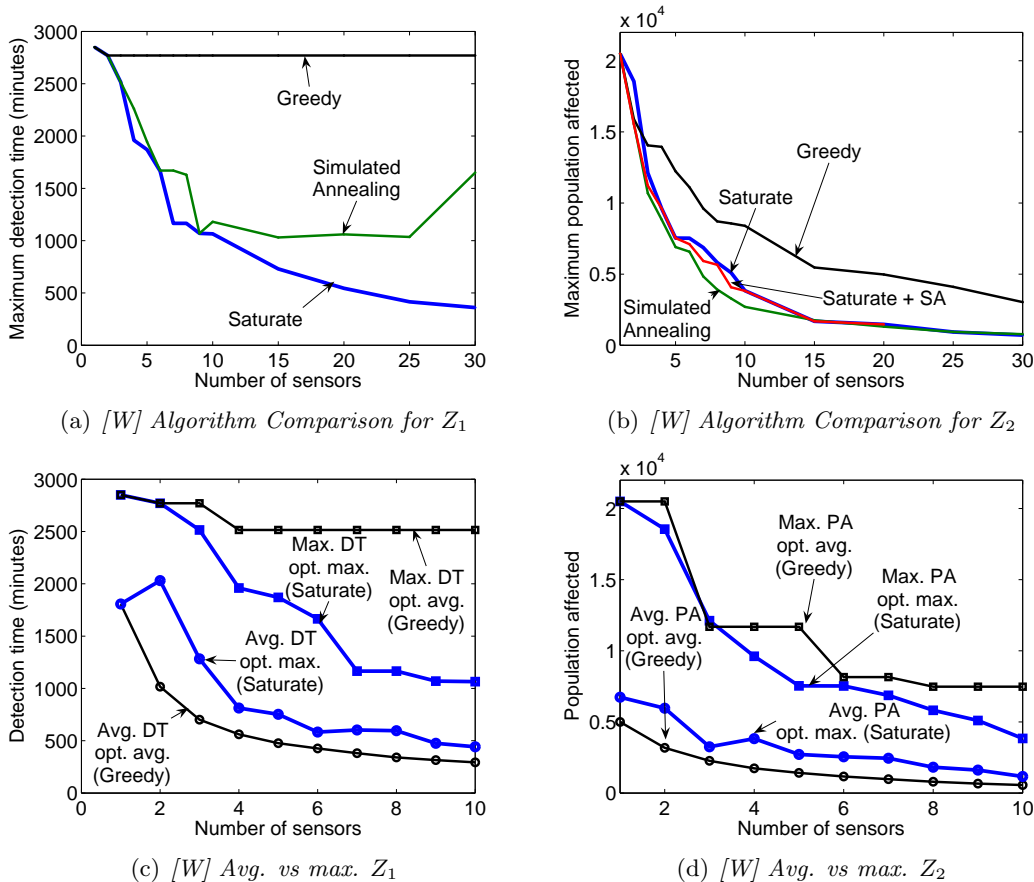 3000
2500
2000
1500
1000
500
0
Maximum detection time (minutes)
Greedy
Simulated
Annealing
Saturate
0 5 10 15 20 25 30
Number of sensors
(a) [W] Algorithm Comparison for Z1
x 10^4
2
1.5
1
0.5
0
Maximum population affected
Greedy
Saturate
Saturate + SA
Simulated
Annealing
5 10 15 20 25 30
Number of sensors
(b) [W] Algorithm Comparison for Z2
3000
2500
2000
1500
1000
500
0
Detection time (minutes)
Max. DT
opt. max.
(Saturate)
Max. DT
opt. avg.
(Greedy)
Avg. DT
opt. max.
(Saturate)
Avg. DT
opt. avg.
(Greedy)
0 2 4 6 8 10
Number of sensors
(c) [W] Avg. vs max. Z1
x 10^4
2
1.5
1
0.5
0
Population affected
Max. PA
opt. avg.
(Greedy)
Max. PA
opt. max.
(Saturate)
Avg. PA
opt. avg.
(Greedy)
Avg. PA
opt. max. (Saturate)
2 4 6 8 10
Number of sensors
(d) [W] Avg. vs max. Z2